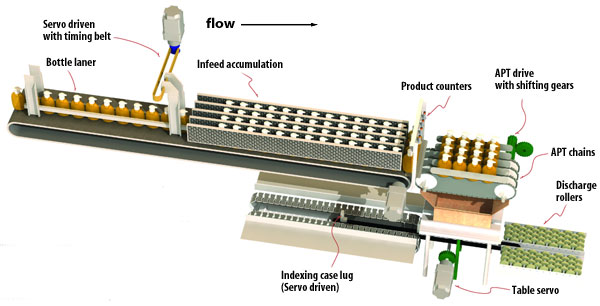 flow
Servo driven
with timing belt
Bottle laner
Infeed accumulation
Product counters
APT drive
with shifting gears
APT chains
Discharge
rollers
Indexing case lug
(Servo driven)
Table servo